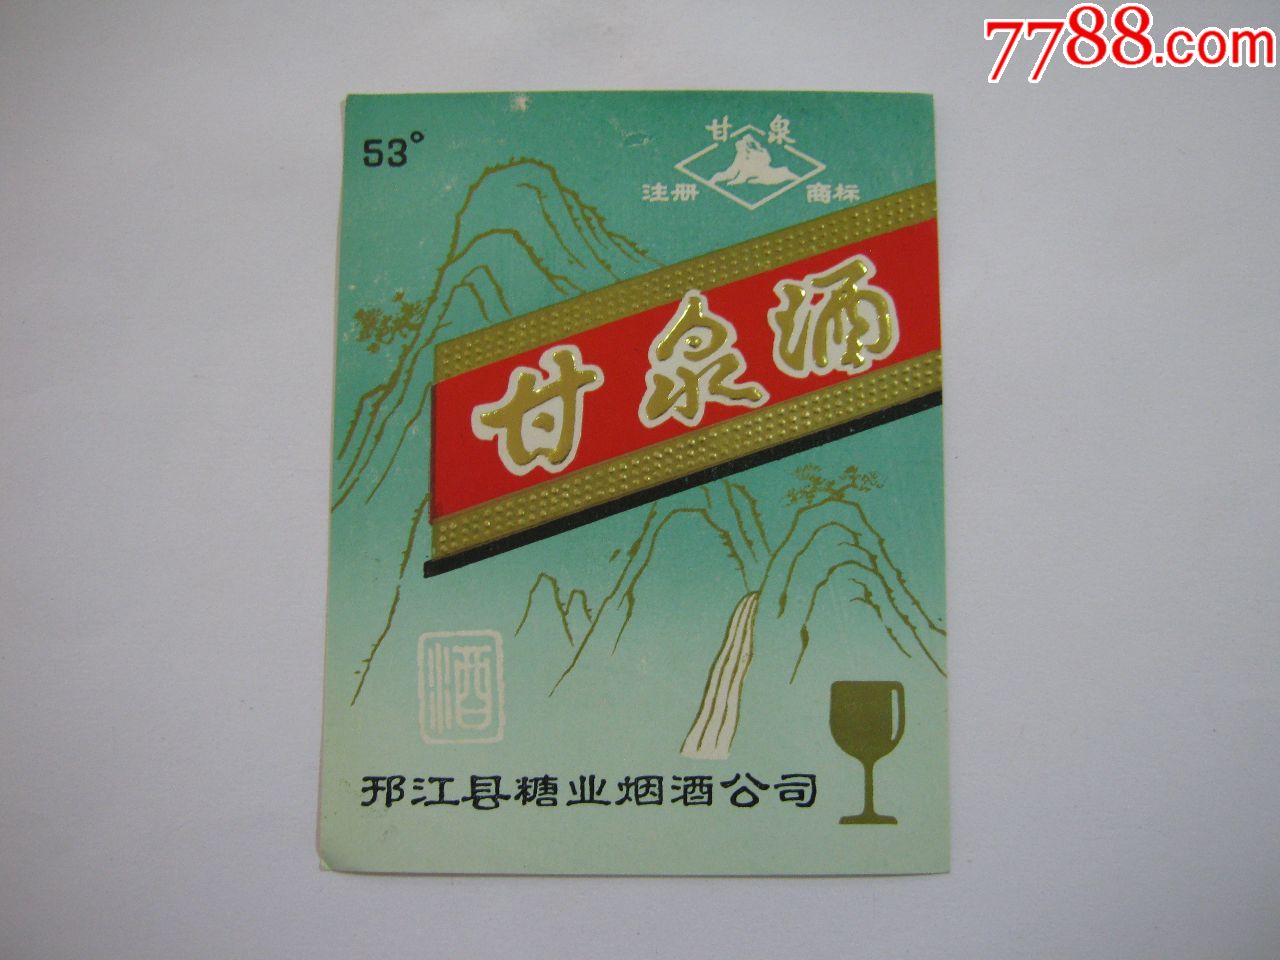 7788.com
53°
甘泉
注册 商标
甘泉酒
酒
邗江县糖业烟酒公司